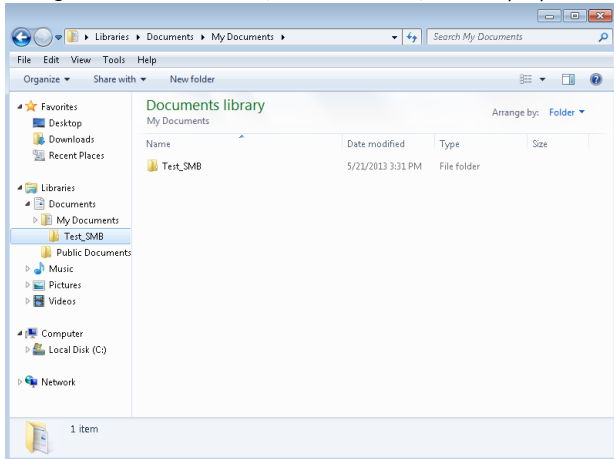 Libraries ▸ Documents ▸ My Documents ▸ Search My Documents
File Edit View Tools Help
Organize Share with New folder
Favorites
Desktop
Downloads
Recent Places
Libraries
Documents
My Documents
Test_SMB
Public Documents
Music
Pictures
Videos
Computer
Local Disk (C:)
Network
Documents library
My Documents
Arrange by: Folder
Name Date modified Type Size
Test_SMB 5/21/2013 3:31 PM File folder
1 item